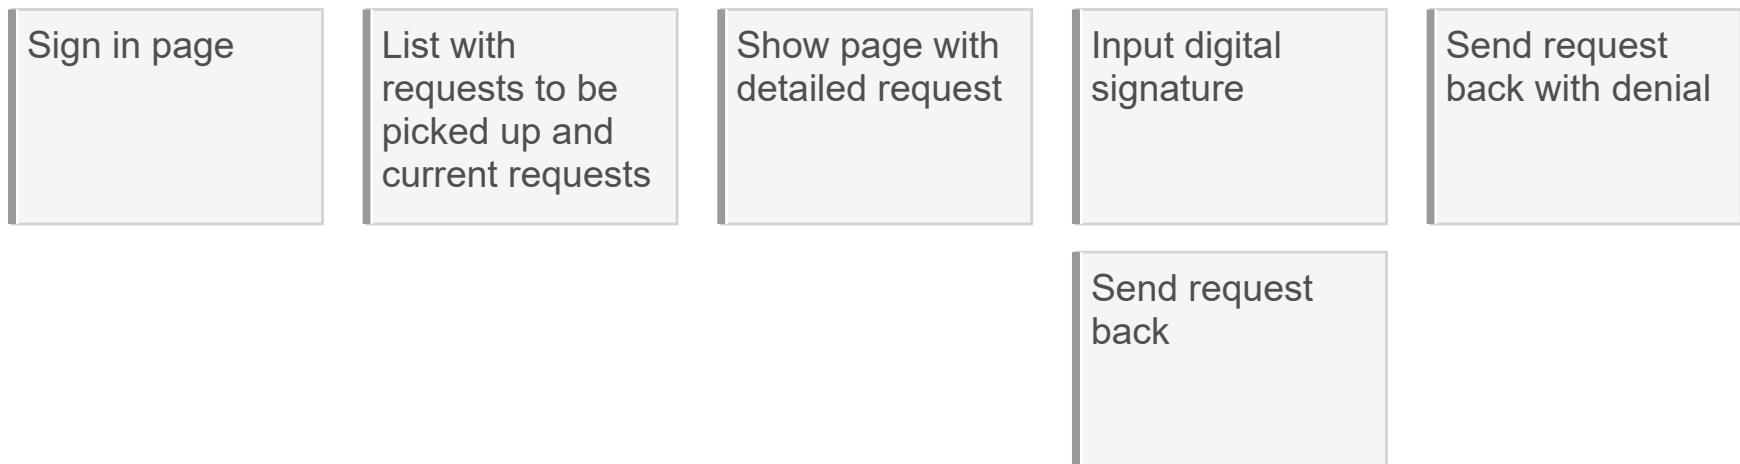 Sign in page
List with
requests to be
picked up and
current requests
Show page with
detailed request
Input digital
signature
Send request
back with denial
Send request
back